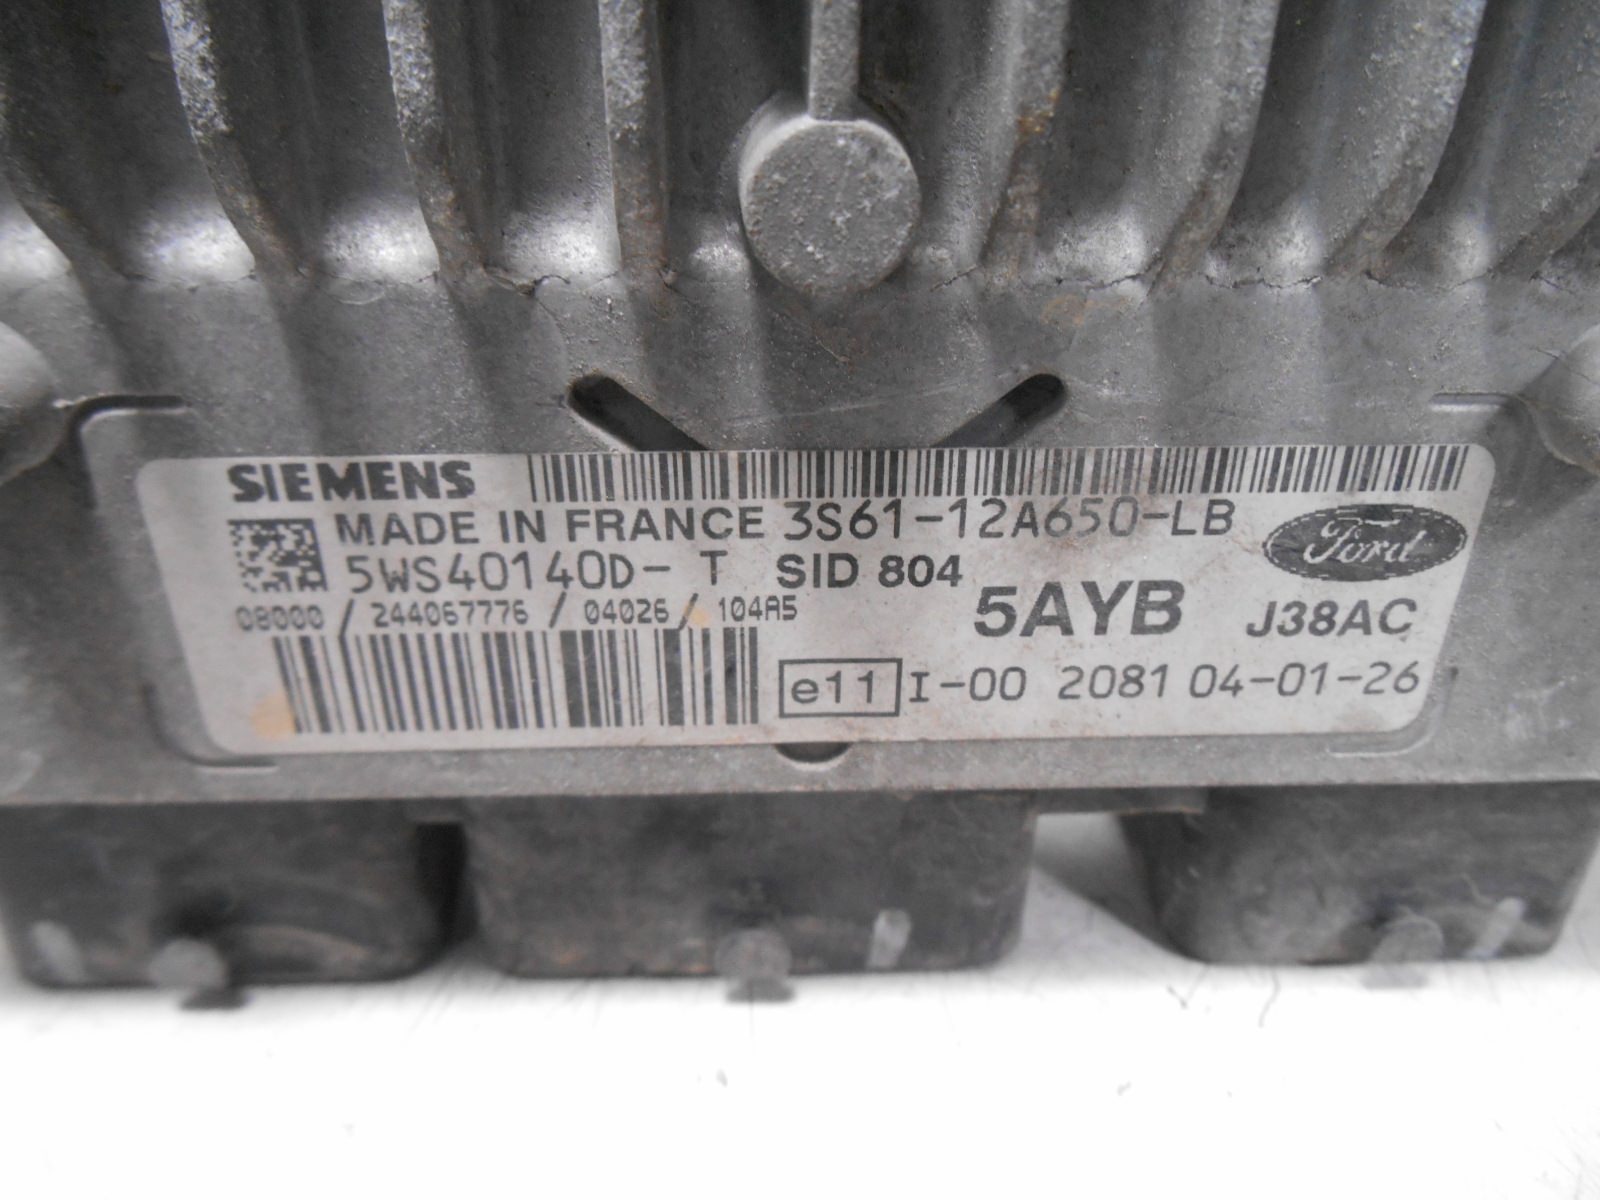 SIEMENS
MADE IN FRANCE 3S61-12A650-LB
Ford
5WS40140D- T SID 804
08000 / 244067776 / 04026 / 104A5
5AYB J38AC
e11 I-00 2081 04-01-26